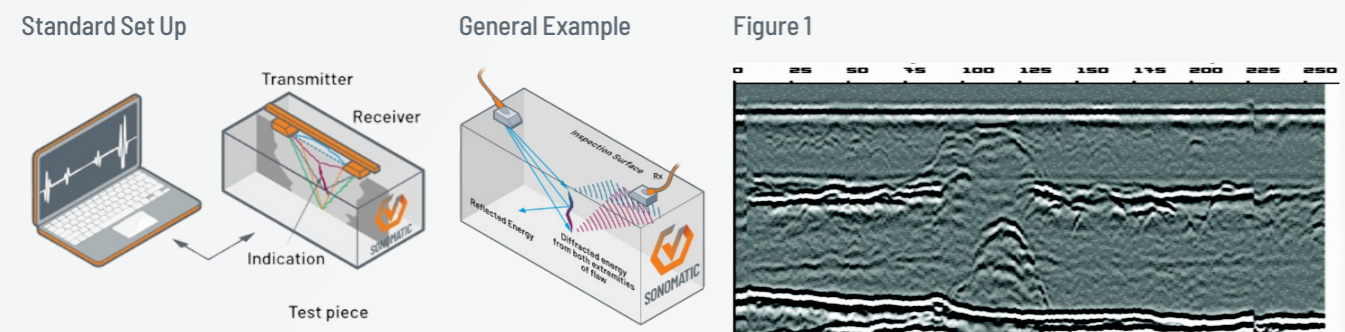 Standard Set Up
Transmitter
Receiver
Indication
Test piece
SONOMATIC
General Example
Inspection Surface
Rx
Reflected Energy
Diffracted energy
from both extremities
of flaw
SONOMATIC
Figure 1
0 25 50 75 100 125 150 175 200 225 250